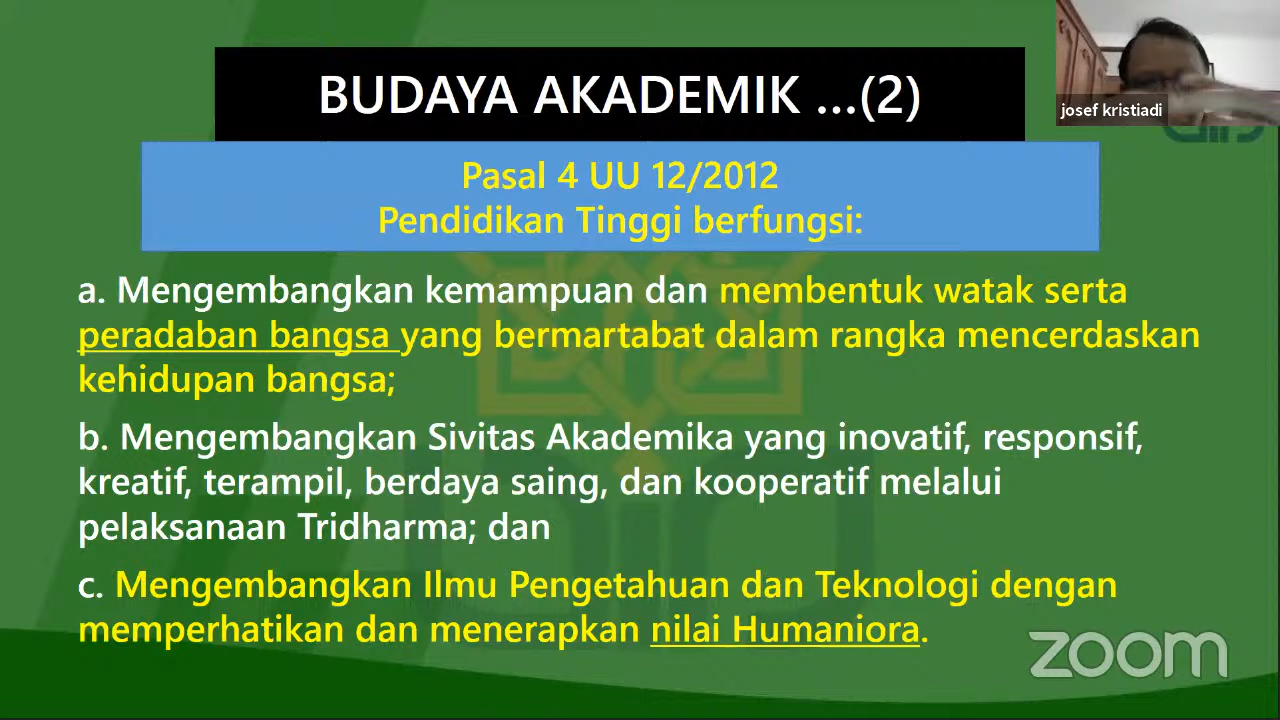 BUDAYA AKADEMIK ...(2)
josef kristiadi
Pasal 4 UU 12/2012
Pendidikan Tinggi berfungsi:
a. Mengembangkan kemampuan dan membentuk watak serta
peradaban bangsa yang bermartabat dalam rangka mencerdaskan
kehidupan bangsa;
b. Mengembangkan Sivitas Akademika yang inovatif, responsif,
kreatif, terampil, berdaya saing, dan kooperatif melalui
pelaksanaan Tridharma; dan
c. Mengembangkan Ilmu Pengetahuan dan Teknologi dengan
memperhatikan dan menerapkan nilai Humaniora.
zoom